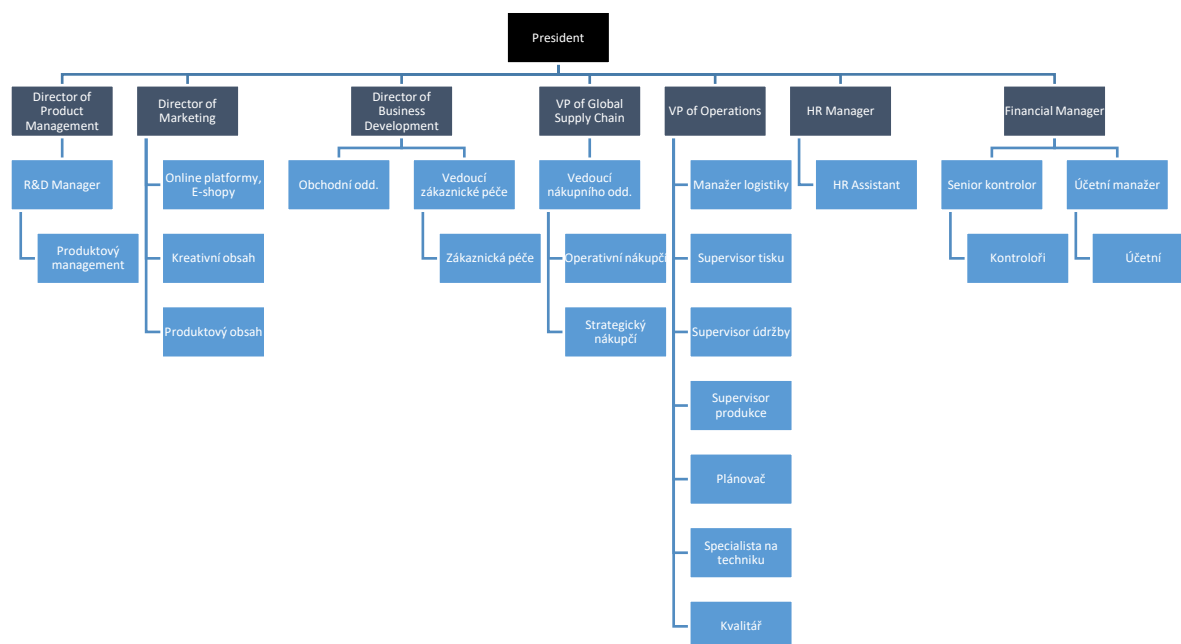 President
Director of
Product
Management
Director of
Marketing
Director of
Business
Development
VP of Global
Supply Chain
VP of Operations
HR Manager
Financial Manager
R&D Manager
Online platformy,
E-shopy
Obchodní odd.
Vedoucí
zákaznické péče
Vedoucí
nákupního odd.
Manažer logistiky
HR Assistant
Senior kontrolor
Účetní manažer
Produktový
management
Kreativní obsah
Zákaznická péče
Operativní nákupčí
Supervisor tisku
Kontroloři
Účetní
Produktový obsah
Strategický
nákupčí
Supervisor údržby
Supervisor
produkce
Plánovač
Specialista na
techniku
Kvalitář